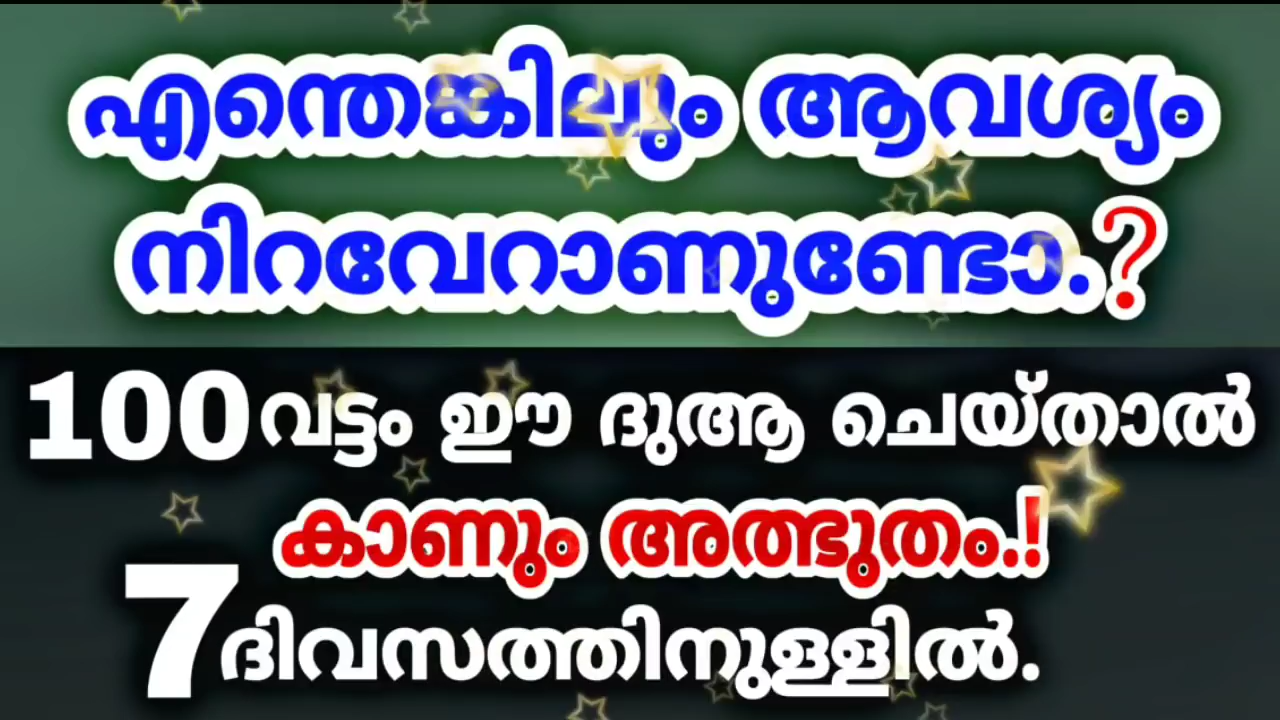 എന്തെങ്കിലും ആവശ്യം
നിറവേറാണുണ്ടോ.?
100 വട്ടം ഈ ദുആ ചെയ്താൽ
കാണും അത്ഭുതം.!
7 ദിവസത്തിനുള്ളിൽ.